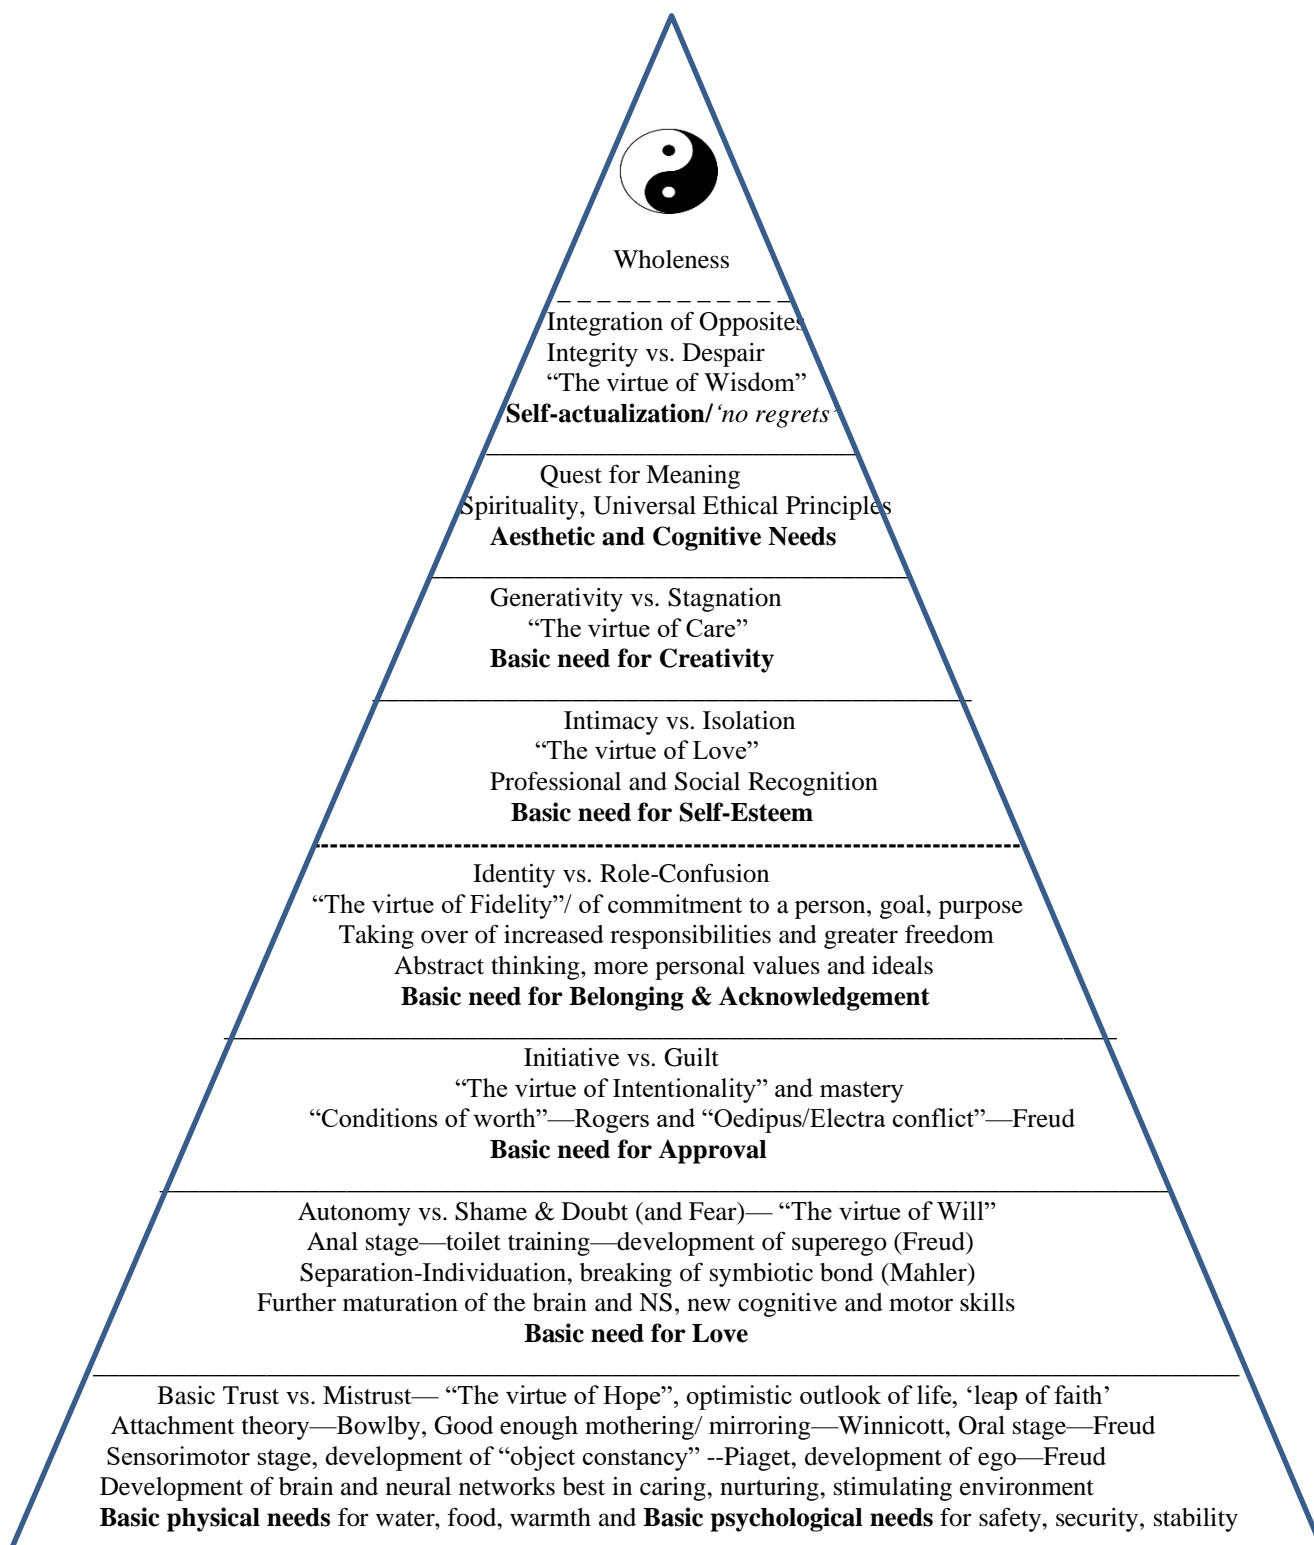 Wholeness
Integration of Opposites
Integrity vs. Despair
“The virtue of Wisdom”
Self-actualization/‘no regrets’
Quest for Meaning
Spirituality, Universal Ethical Principles
Aesthetic and Cognitive Needs
Generativity vs. Stagnation
“The virtue of Care”
Basic need for Creativity
Intimacy vs. Isolation
“The virtue of Love”
Professional and Social Recognition
Basic need for Self-Esteem
Identity vs. Role-Confusion
“The virtue of Fidelity”/ of commitment to a person, goal, purpose
Taking over of increased responsibilities and greater freedom
Abstract thinking, more personal values and ideals
Basic need for Belonging & Acknowledgement
Initiative vs. Guilt
“The virtue of Intentionality” and mastery
“Conditions of worth”—Rogers and “Oedipus/Electra conflict”—Freud
Basic need for Approval
Autonomy vs. Shame & Doubt (and Fear)— “The virtue of Will”
Anal stage—toilet training—development of superego (Freud)
Separation-Individuation, breaking of symbiotic bond (Mahler)
Further maturation of the brain and NS, new cognitive and motor skills
Basic need for Love
Basic Trust vs. Mistrust— “The virtue of Hope”, optimistic outlook of life, ‘leap of faith’
Attachment theory—Bowlby, Good enough mothering/ mirroring—Winnicott, Oral stage—Freud
Sensorimotor stage, development of “object constancy” --Piaget, development of ego—Freud
Development of brain and neural networks best in caring, nurturing, stimulating environment
Basic physical needs for water, food, warmth and Basic psychological needs for safety, security, stability